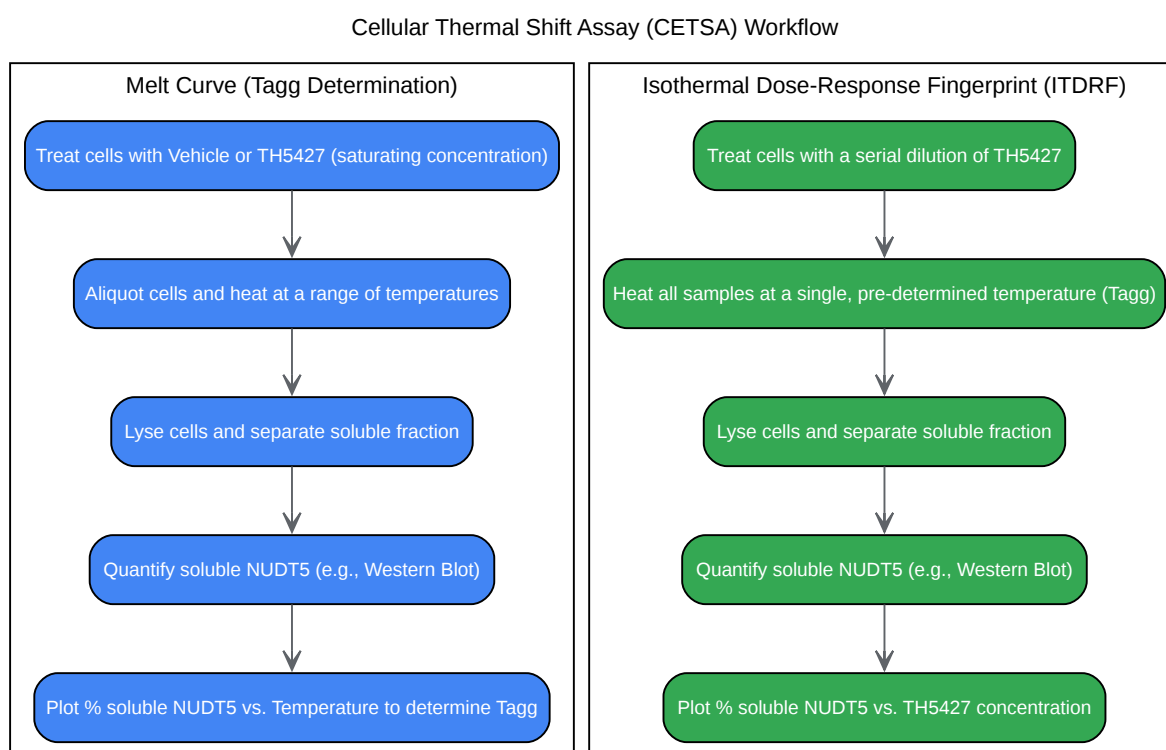 Cellular Thermal Shift Assay (CETSA) Workflow
Melt Curve (Tagg Determination)
Treat cells with Vehicle or TH5427 (saturating concentration)
Aliquot cells and heat at a range of temperatures
Lyse cells and separate soluble fraction
Quantify soluble NUDT5 (e.g., Western Blot)
Plot % soluble NUDT5 vs. Temperature to determine Tagg
Isothermal Dose-Response Fingerprint (ITDRF)
Treat cells with a serial dilution of TH5427
Heat all samples at a single, pre-determined temperature (Tagg)
Lyse cells and separate soluble fraction
Quantify soluble NUDT5 (e.g., Western Blot)
Plot % soluble NUDT5 vs. TH5427 concentration